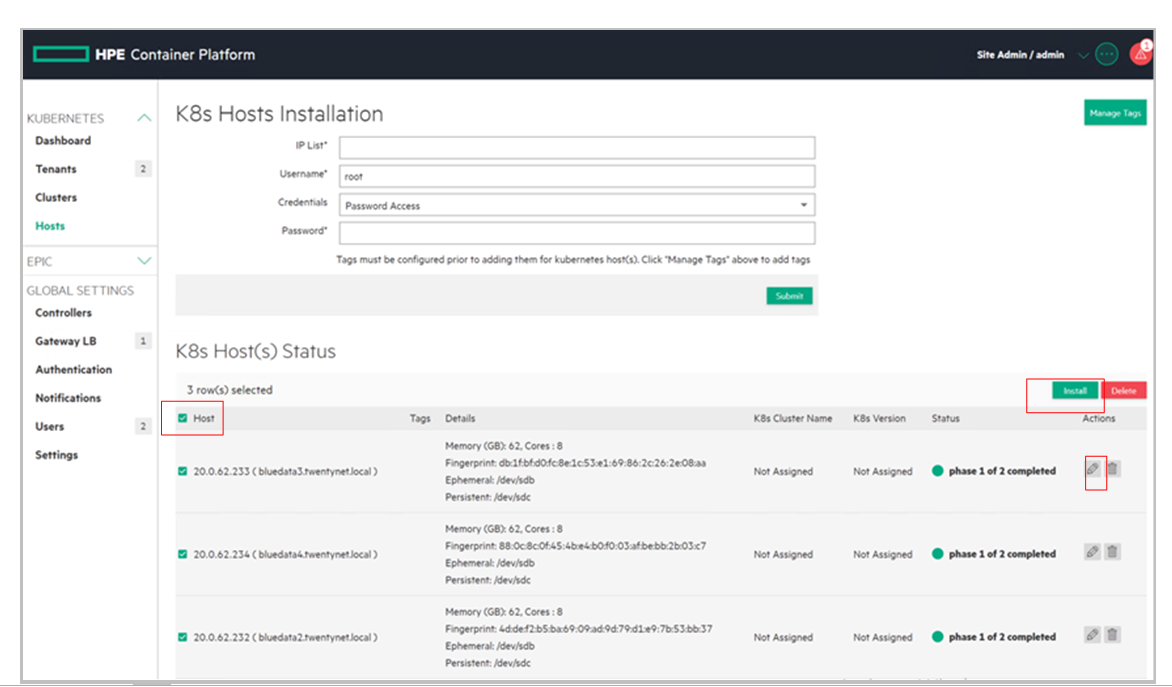 HPE Container Platform
Site Admin / admin
1
KUBERNETES
Dashboard
Tenants 2
Clusters
Hosts
EPIC
GLOBAL SETTINGS
Controllers
Gateway LB 1
Authentication
Notifications
Users 2
Settings
K8s Hosts Installation
Manage Tags
IP List*
Username* root
Credentials Password Access
Password*
Tags must be configured prior to adding them for kubernetes host(s). Click "Manage Tags" above to add tags
Submit
K8s Host(s) Status
3 row(s) selected Install Delete
Host Tags Details K8s Cluster Name K8s Version Status Actions
Memory (GB): 62, Cores : 8
Fingerprint: db:1f:bf:d0:fc:8e:1c:53:e1:69:86:2c:26:2e:08:aa
20.0.62.233 ( bluedata3.twentynet.local ) Not Assigned Not Assigned phase 1 of 2 completed
Ephemeral: /dev/sdb
Persistent: /dev/sdc
Memory (GB): 62, Cores : 8
Fingerprint: 88:0c:8c:0f:45:4b:e4:b0:f0:03:af:be:bb:2b:03:c7
20.0.62.234 ( bluedata4.twentynet.local ) Not Assigned Not Assigned phase 1 of 2 completed
Ephemeral: /dev/sdb
Persistent: /dev/sdc
Memory (GB): 62, Cores : 8
Fingerprint: 4d:de:f2:b5:ba:69:09:ad:9d:79:d1:e9:7b:53:bb:37
20.0.62.232 ( bluedata2.twentynet.local ) Not Assigned Not Assigned phase 1 of 2 completed
Ephemeral: /dev/sdb
Persistent: /dev/sdc